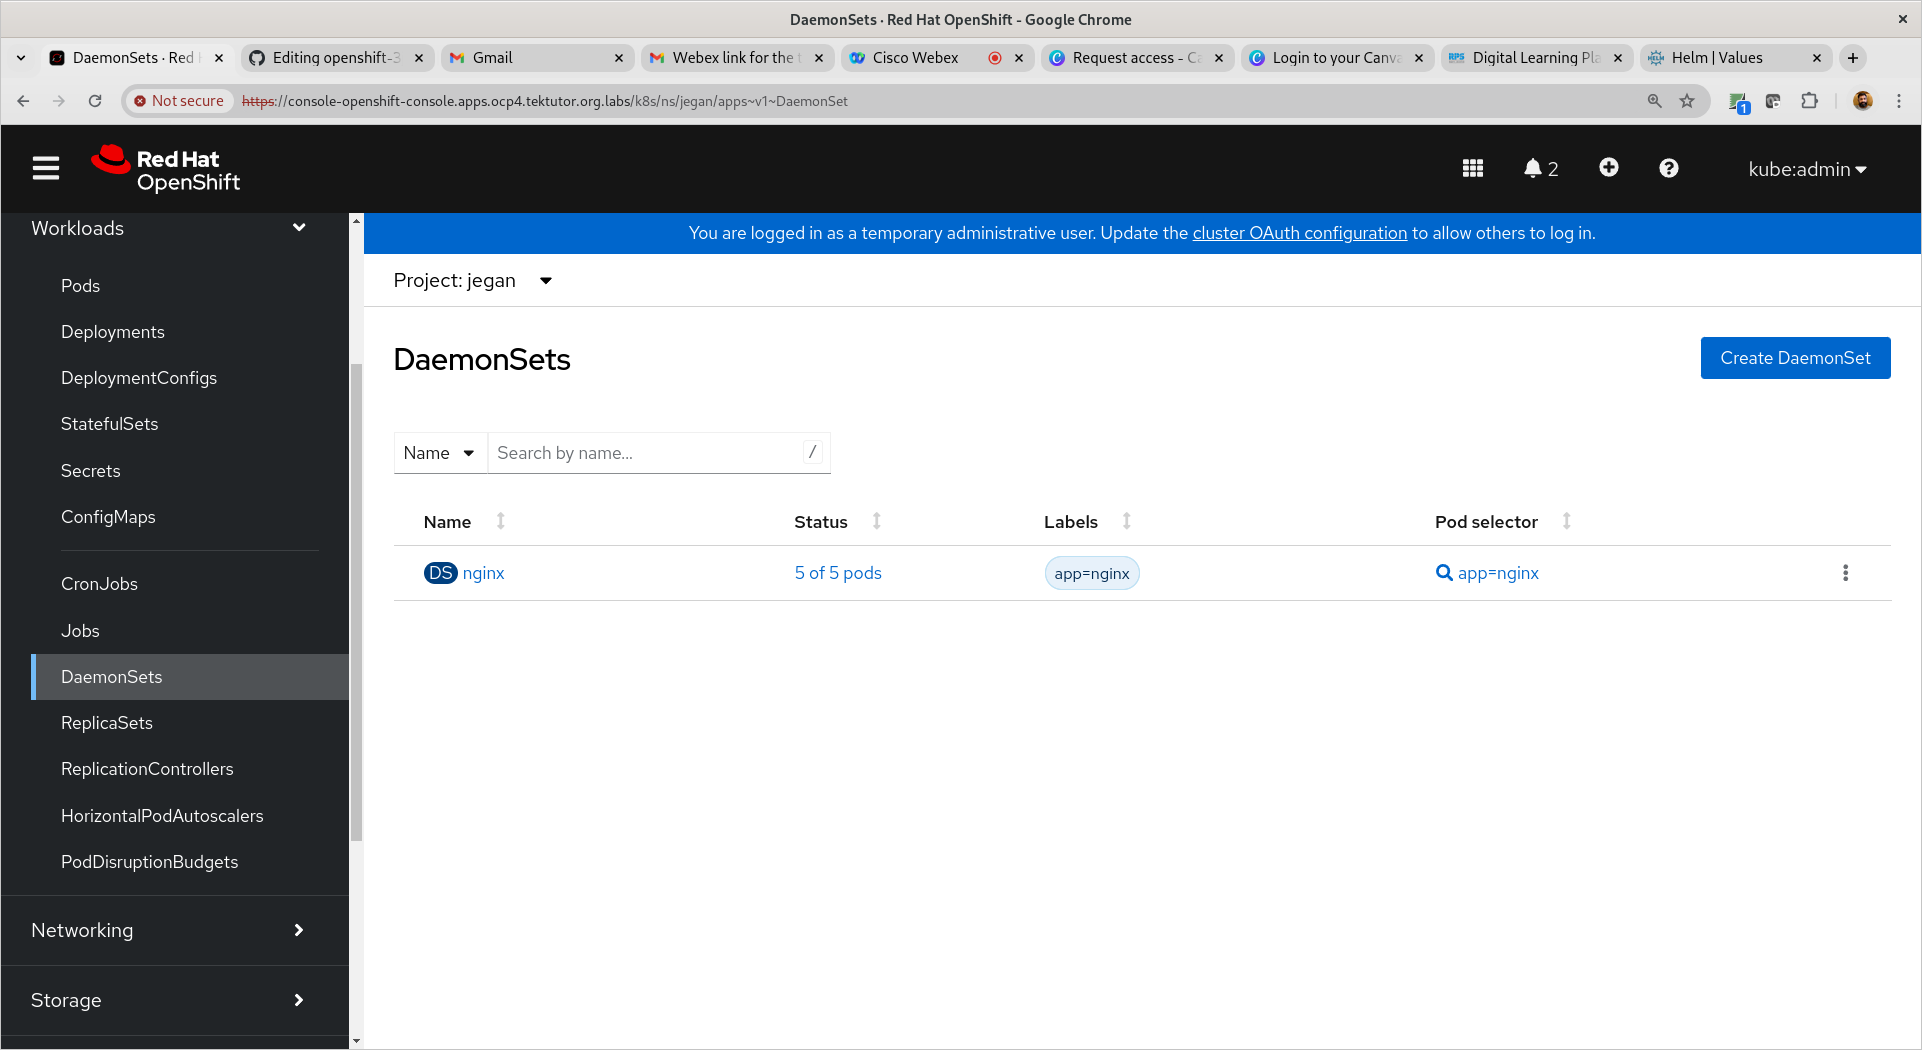 DaemonSets · Red Hat OpenShift - Google Chrome
DaemonSets · Red H
Editing openshift-3
Gmail
Webex link for the t
Cisco Webex
Request access - Ca
Login to your Canva
Digital Learning Pla
Helm | Values
Not secure
https://console-openshift-console.apps.ocp4.tektutor.org.labs/k8s/ns/jegan/apps~v1~DaemonSet
1
Red Hat
OpenShift
2
kube:admin
Workloads
Pods
Deployments
DeploymentConfigs
StatefulSets
Secrets
ConfigMaps
CronJobs
Jobs
DaemonSets
ReplicaSets
ReplicationControllers
HorizontalPodAutoscalers
PodDisruptionBudgets
Networking
Storage
You are logged in as a temporary administrative user. Update the cluster OAuth configuration to allow others to log in.
Project: jegan
DaemonSets
Create DaemonSet
Name
Search by name...
/
Name Status Labels Pod selector
DS nginx 5 of 5 pods app=nginx app=nginx